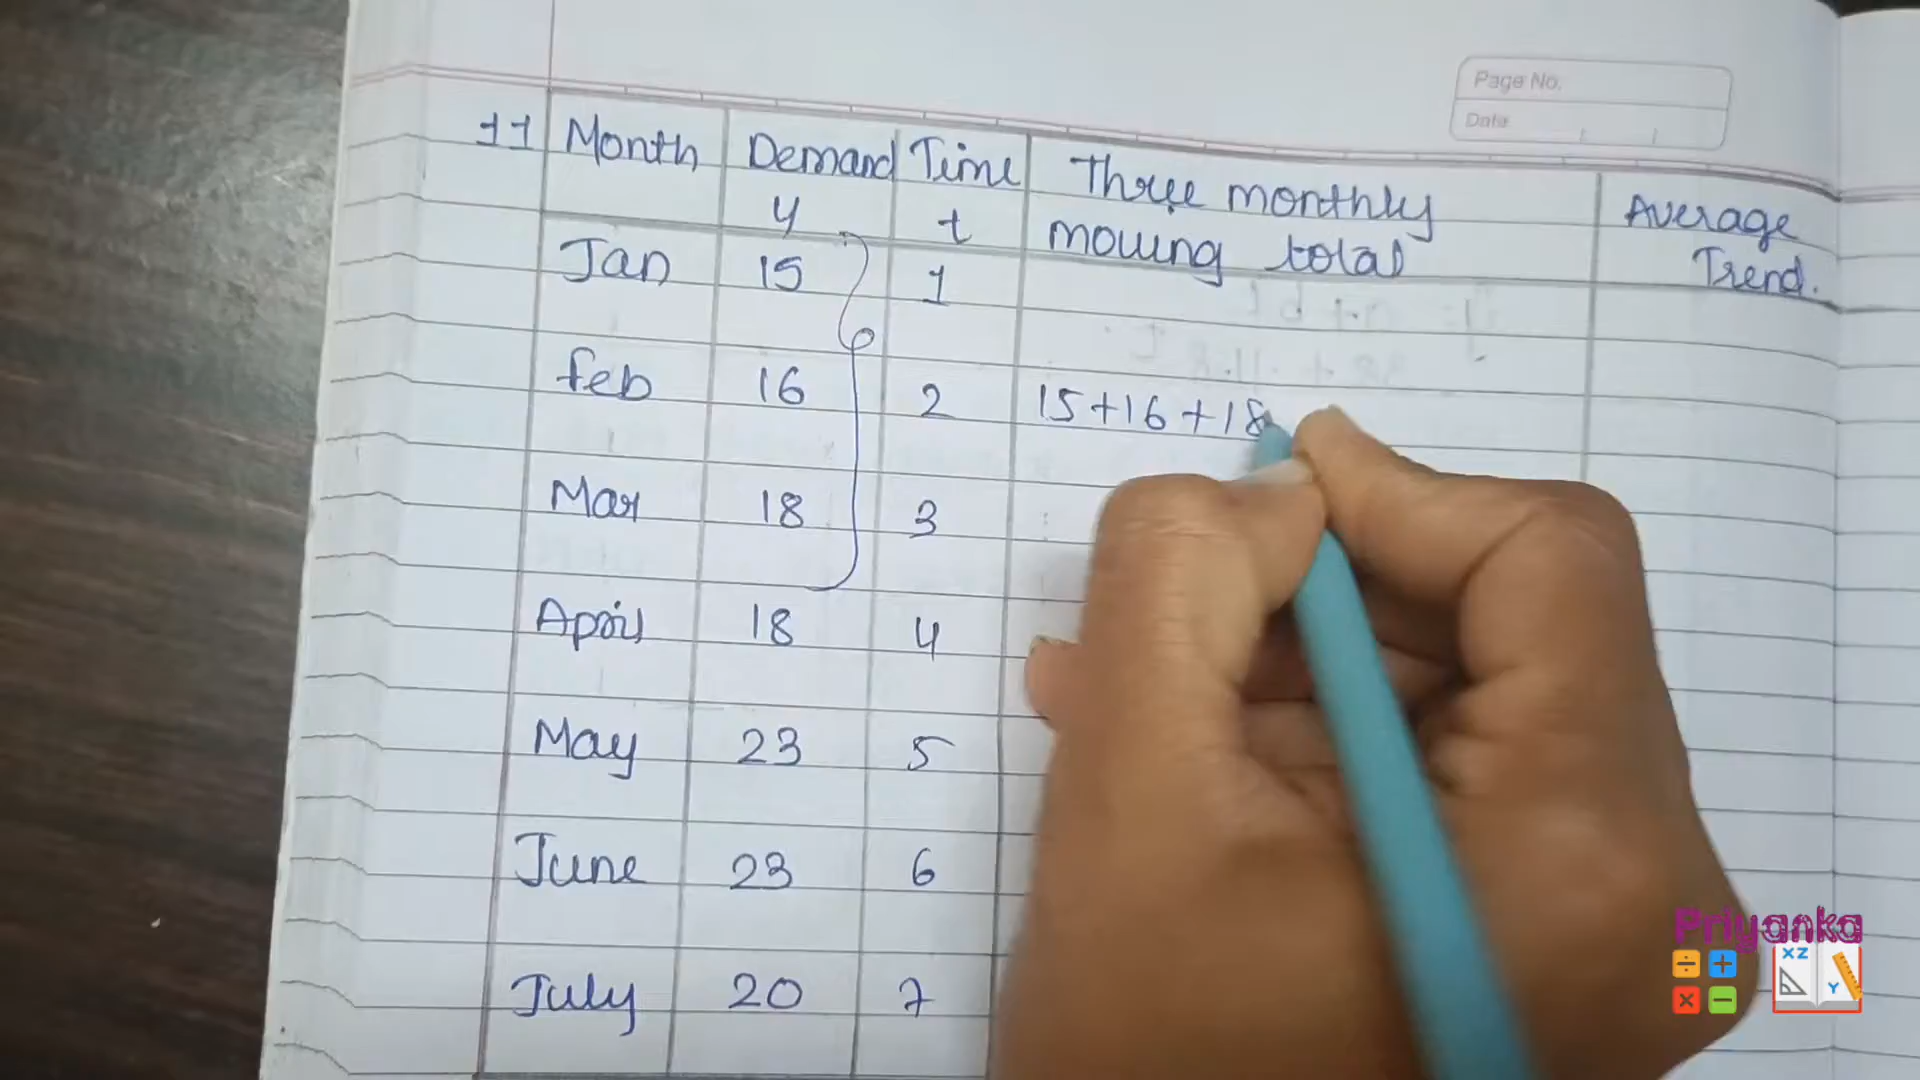 Page No.
Date
11 Month Demand Time Three monthly Average
y t moving total Trend.
Jan 15 1
feb 16 2 15+16+18
Mar 18 3
April 18 4
May 23 5
June 23 6
July 20 7
Priyanka
÷ + XZ
× − Y